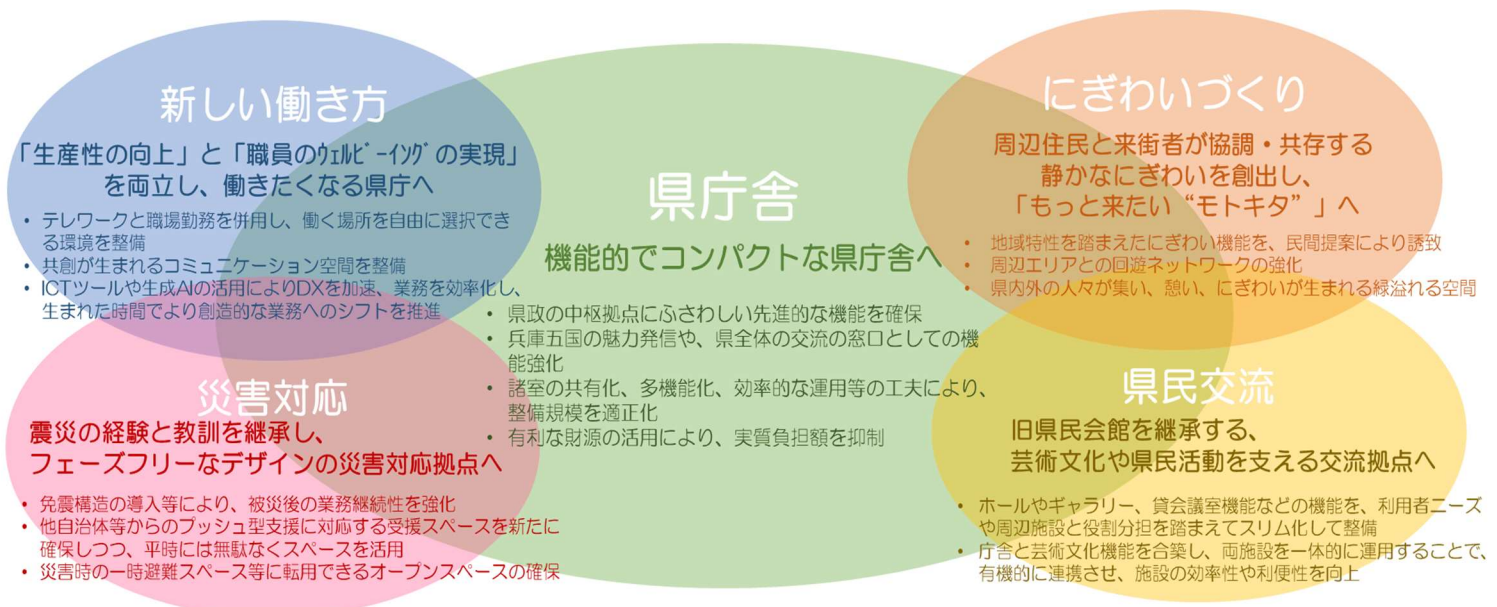 新しい働き方
「生産性の向上」と「職員のウェルビーイングの実現」
を両立し、働きたくなる県庁へ
• テレワークと職場勤務を併用し、働く場所を自由に選択でき
る環境を整備
• 共創が生まれるコミュニケーション空間を整備
• ICTツールや生成AIの活用によりDXを加速、業務を効率化し、
生まれた時間でより創造的な業務へのシフトを推進
災害対応
震災の経験と教訓を継承し、
フェーズフリーなデザインの災害対応拠点へ
• 免震構造の導入等により、被災後の業務継続性を強化
• 他自治体等からのプッシュ型支援に対応する受援スペースを新たに
確保しつつ、平時には無駄なくスペースを活用
• 災害時の一時避難スペース等に転用できるオープンスペースの確保
県庁舎
機能的でコンパクトな県庁舎へ
• 県政の中枢拠点にふさわしい先進的な機能を確保
• 兵庫五国の魅力発信や、県全体の交流の窓口としての機
能強化
• 諸室の共有化、多機能化、効率的な運用等の工夫により、
整備規模を適正化
• 有利な財源の活用により、実質負担額を抑制
にぎわいづくり
周辺住民と来街者が協調・共存する
静かなにぎわいを創出し、
「もっと来たい“モトキタ”」へ
• 地域特性を踏まえたにぎわい機能を、民間提案により誘致
• 周辺エリアとの回遊ネットワークの強化
• 県内外の人々が集い、憩い、にぎわいが生まれる緑溢れる空間
県民交流
旧県民会館を継承する、
芸術文化や県民活動を支える交流拠点へ
• ホールやギャラリー、貸会議室機能などの機能を、利用者ニーズ
や周辺施設と役割分担を踏まえてスリム化して整備
• 庁舎と芸術文化機能を合築し、両施設を一体的に運用することで、
有機的に連携させ、施設の効率性や利便性を向上